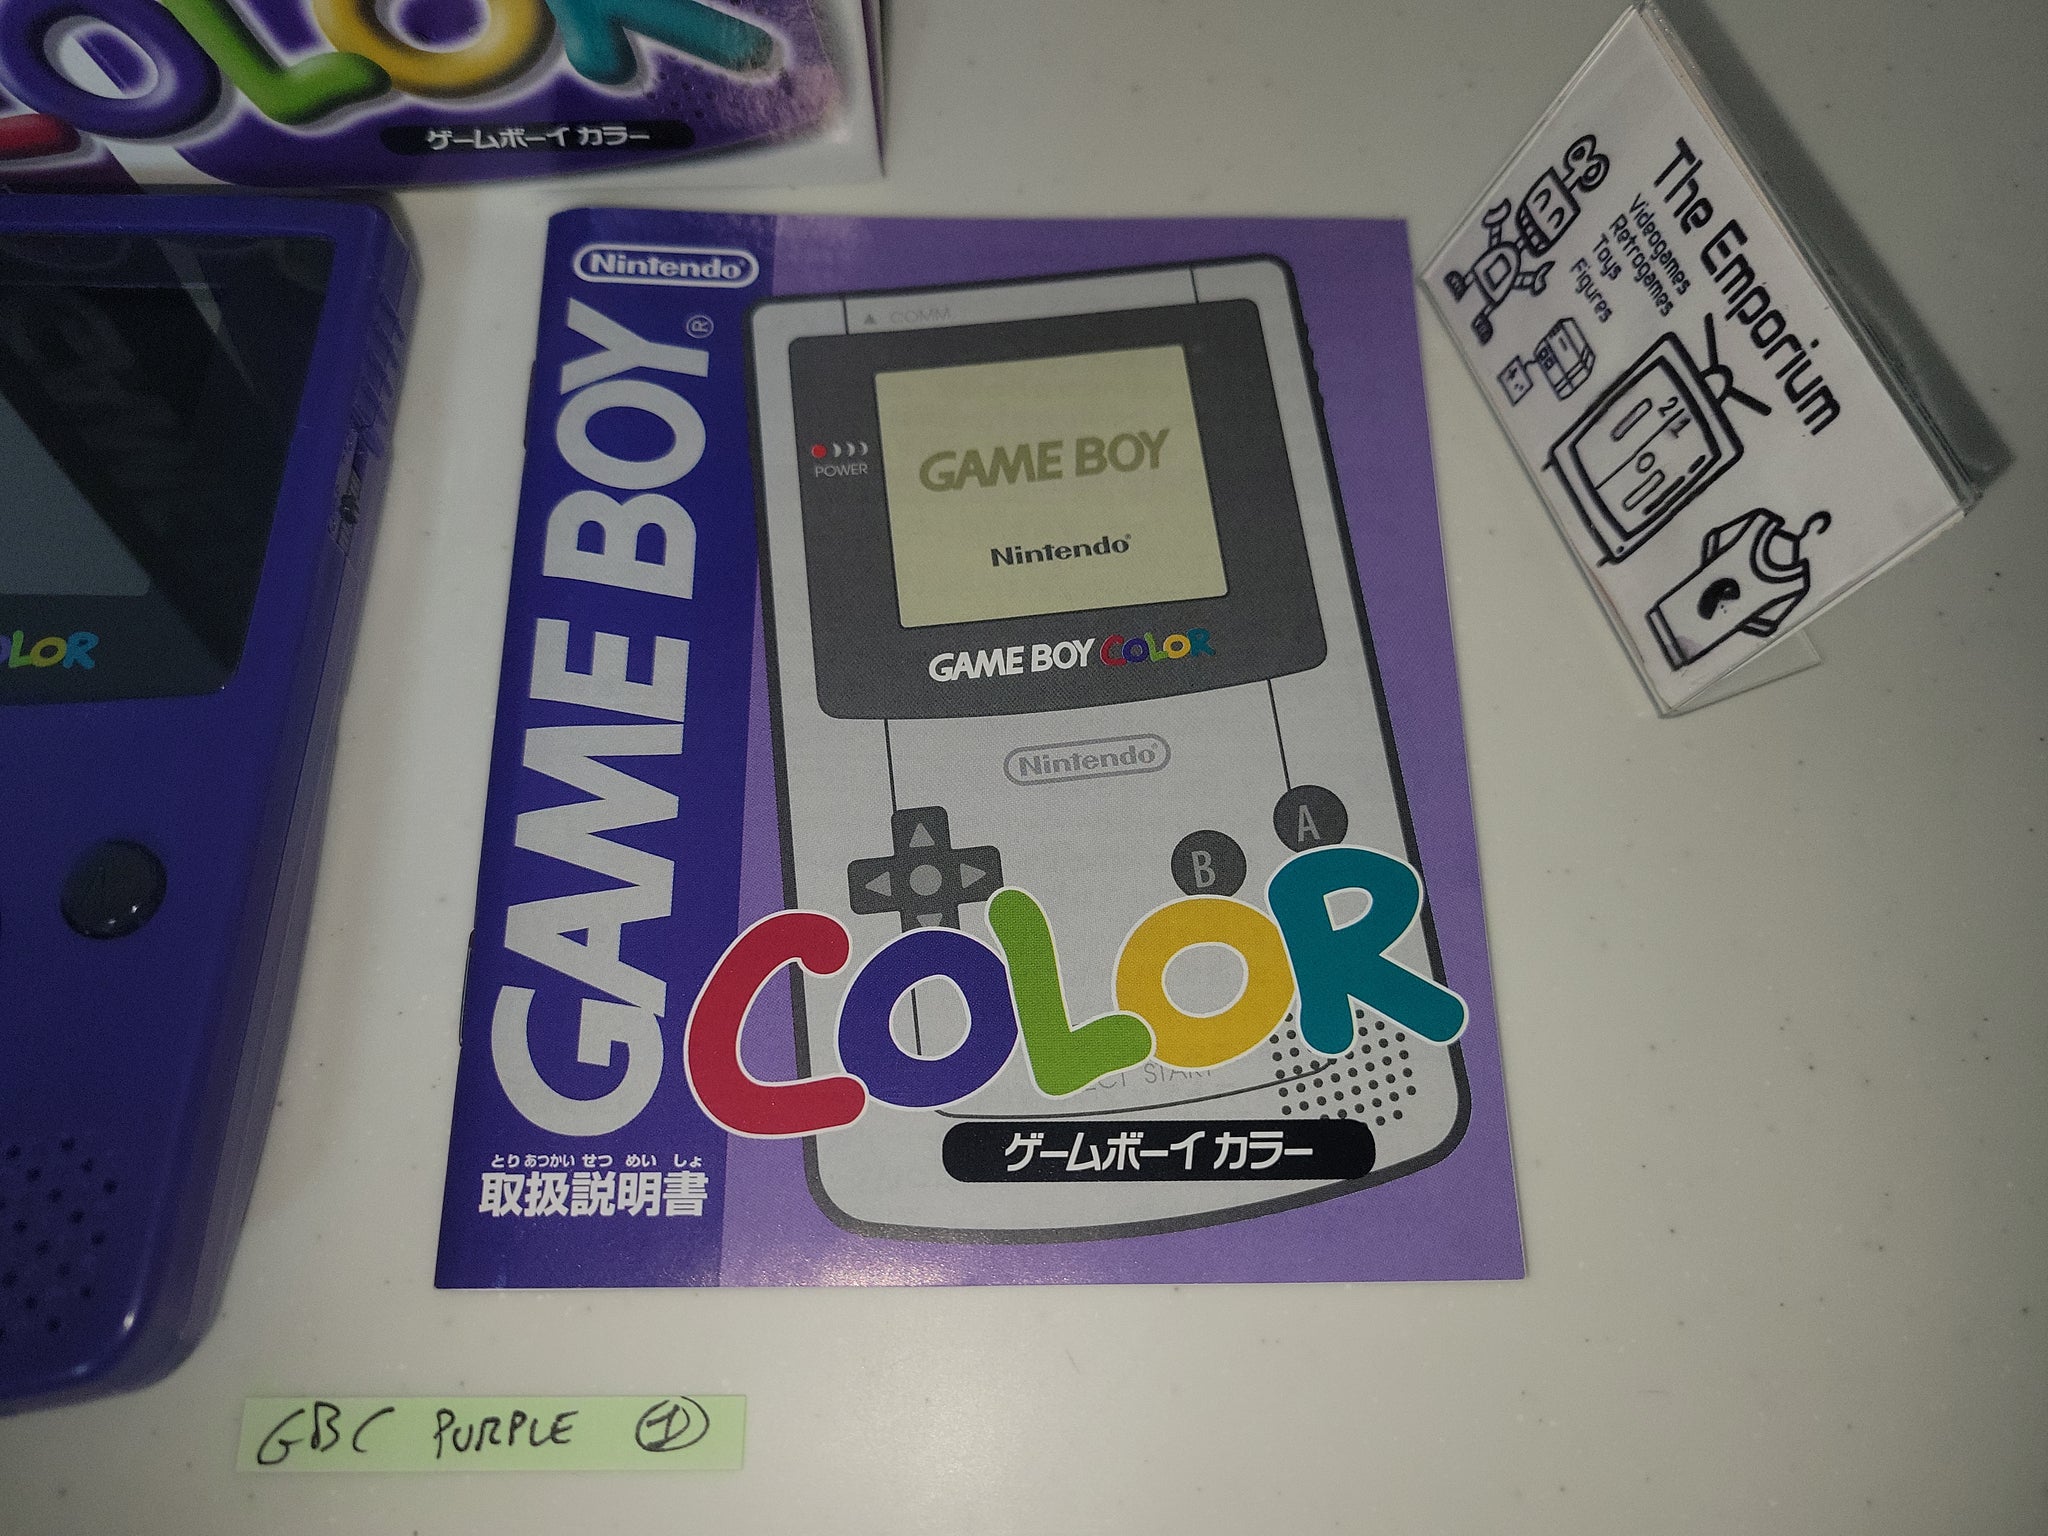 COLOR
ゲームボーイ カラー
COLOR
Nintendo®
GAME BOY®
COMM.
POWER
GAME BOY
Nintendo®
GAME BOY COLOR
Nintendo®
A
B
COLOR
START
ゲームボーイ カラー
とり あつかい せつ めい しょ
取扱説明書
The Emporium
Videogames
Retrogames
Toys
Figures
GBC PURPLE ①